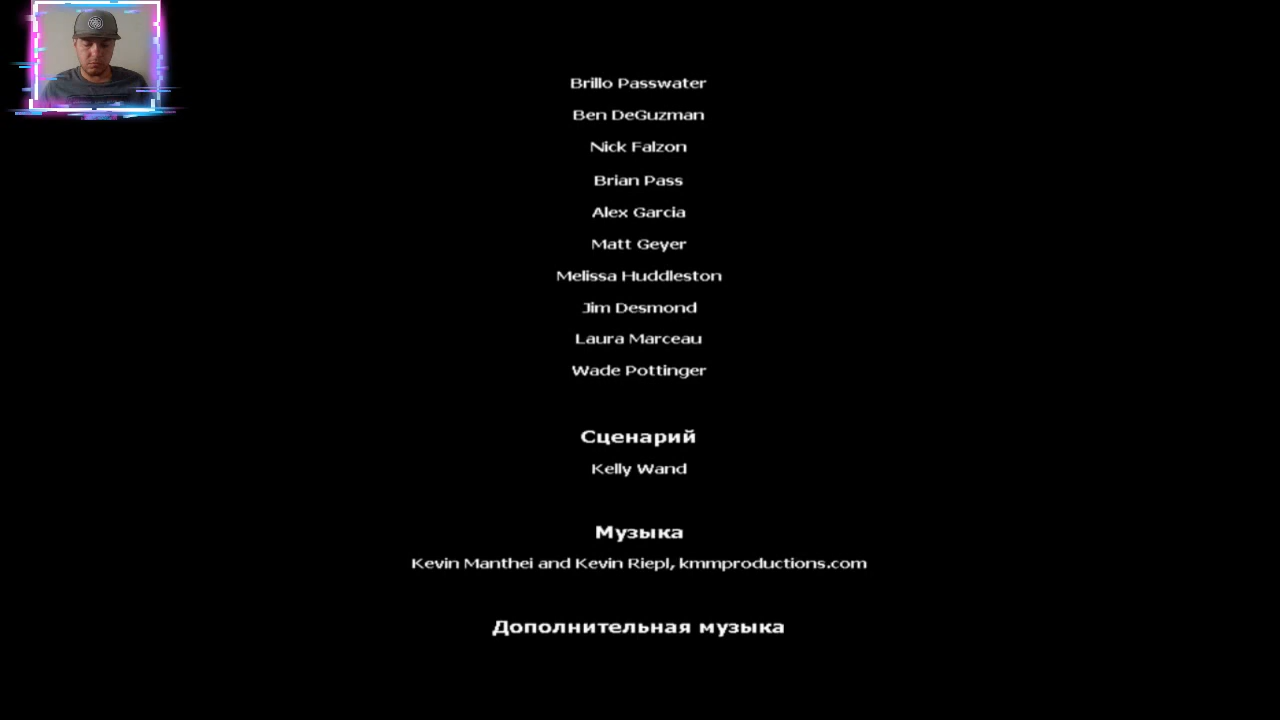 Brillo Passwater
Ben DeGuzman
Nick Falzon
Brian Pass
Alex Garcia
Matt Geyer
Melissa Huddleston
Jim Desmond
Laura Marceau
Wade Pottinger
Сценарий
Kelly Wand
Музыка
Kevin Manthei and Kevin Riepl, kmmproductions.com
Дополнительная музыка